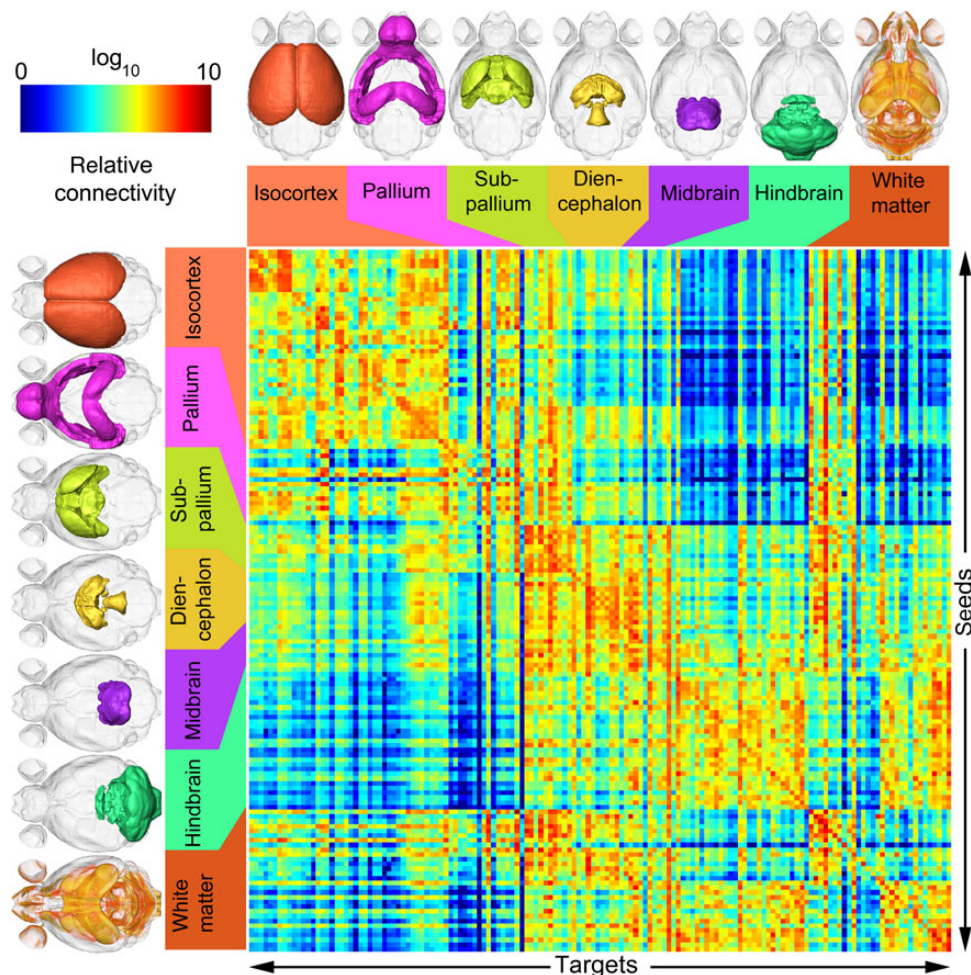 0
log10
10
Relative
connectivity
Isocortex
Pallium
Sub-
pallium
Dien-
cephalon
Midbrain
Hindbrain
White
matter
Isocortex
Pallium
Sub-
pallium
Dien-
cephalon
Midbrain
Hindbrain
White
matter
Seeds
Targets